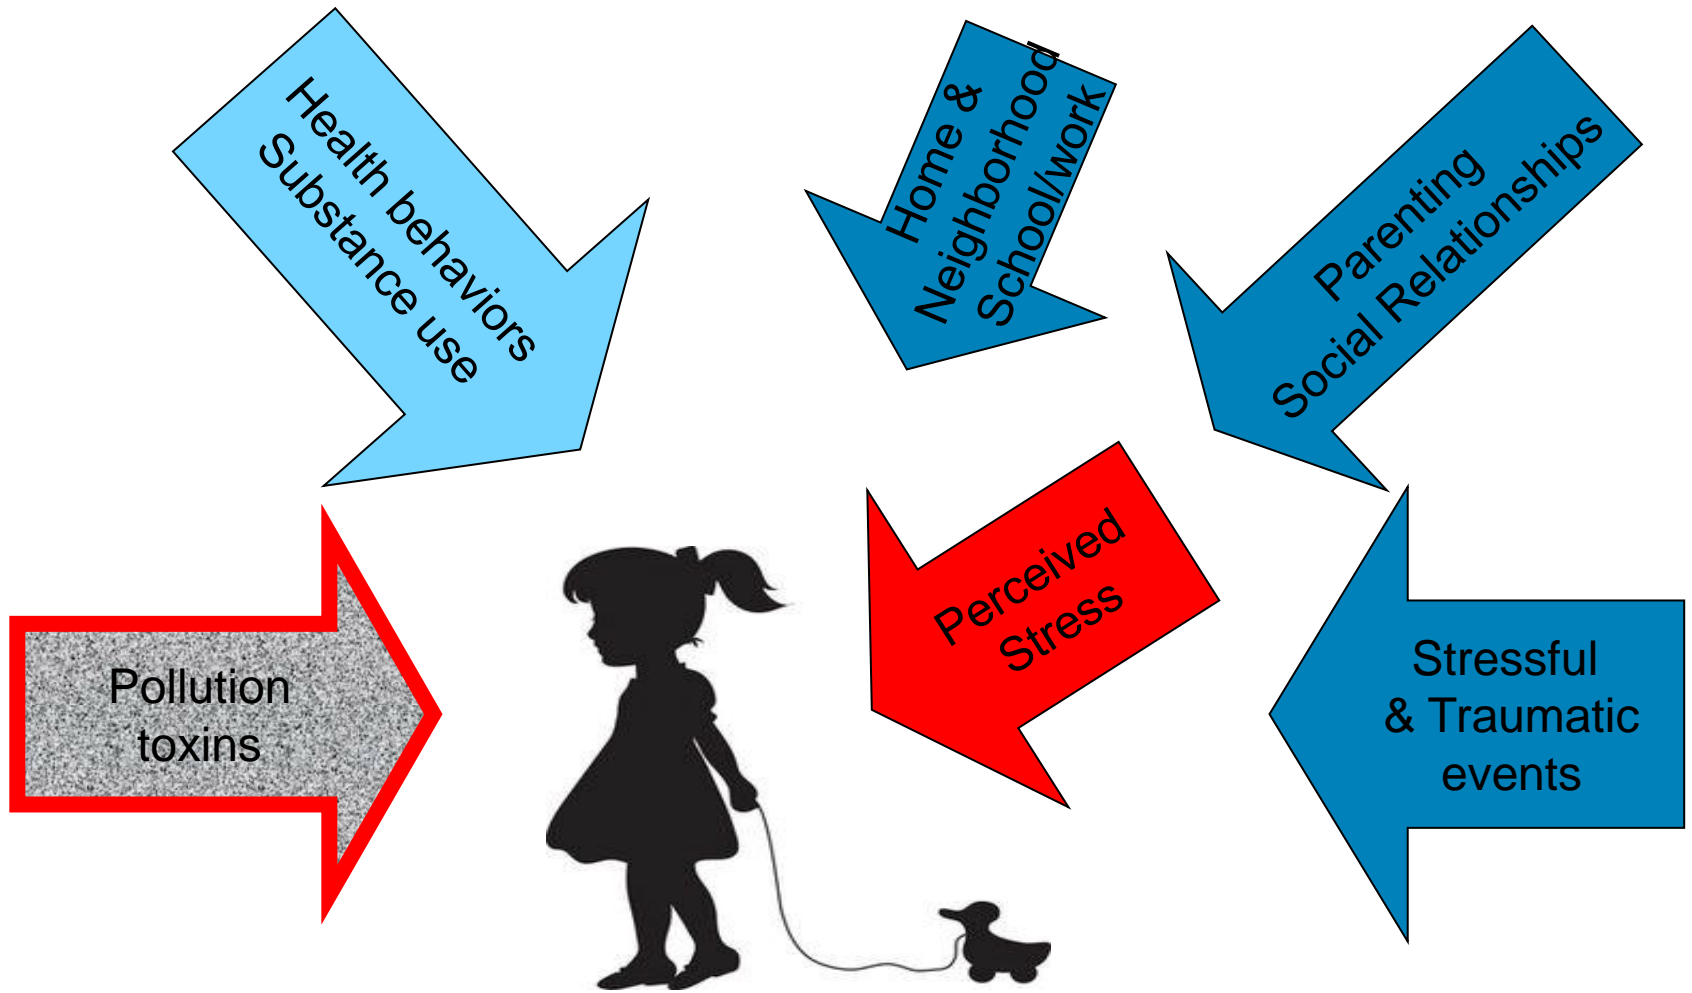 Health behaviors
Substance use
Home &
Neighborhood
School/work
Parenting
Social Relationships
Perceived
Stress
Pollution
toxins
Stressful
& Traumatic
events